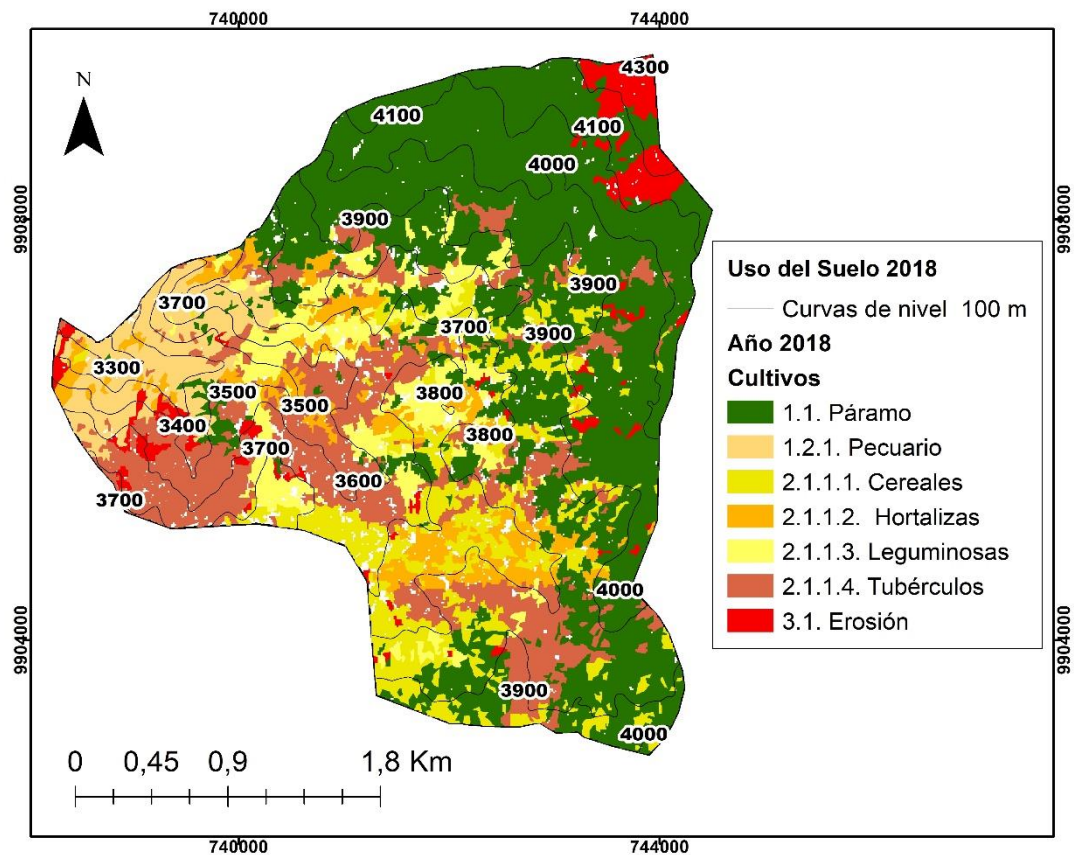 740000
744000
N
4300
4100
4100
4000
9908000
9908000
3900
3900
3700
3700
3900
3300
3500
3800
3500
3400
3800
3700
3600
3700
4000
3900
4000
Uso del Suelo 2018
Curvas de nivel 100 m
Año 2018
Cultivos
1.1. Páramo
1.2.1. Pecuario
2.1.1.1. Cereales
2.1.1.2. Hortalizas
2.1.1.3. Leguminosas
2.1.1.4. Tubérculos
3.1. Erosión
9904000
9904000
0 0,45 0,9 1,8 Km
740000
744000